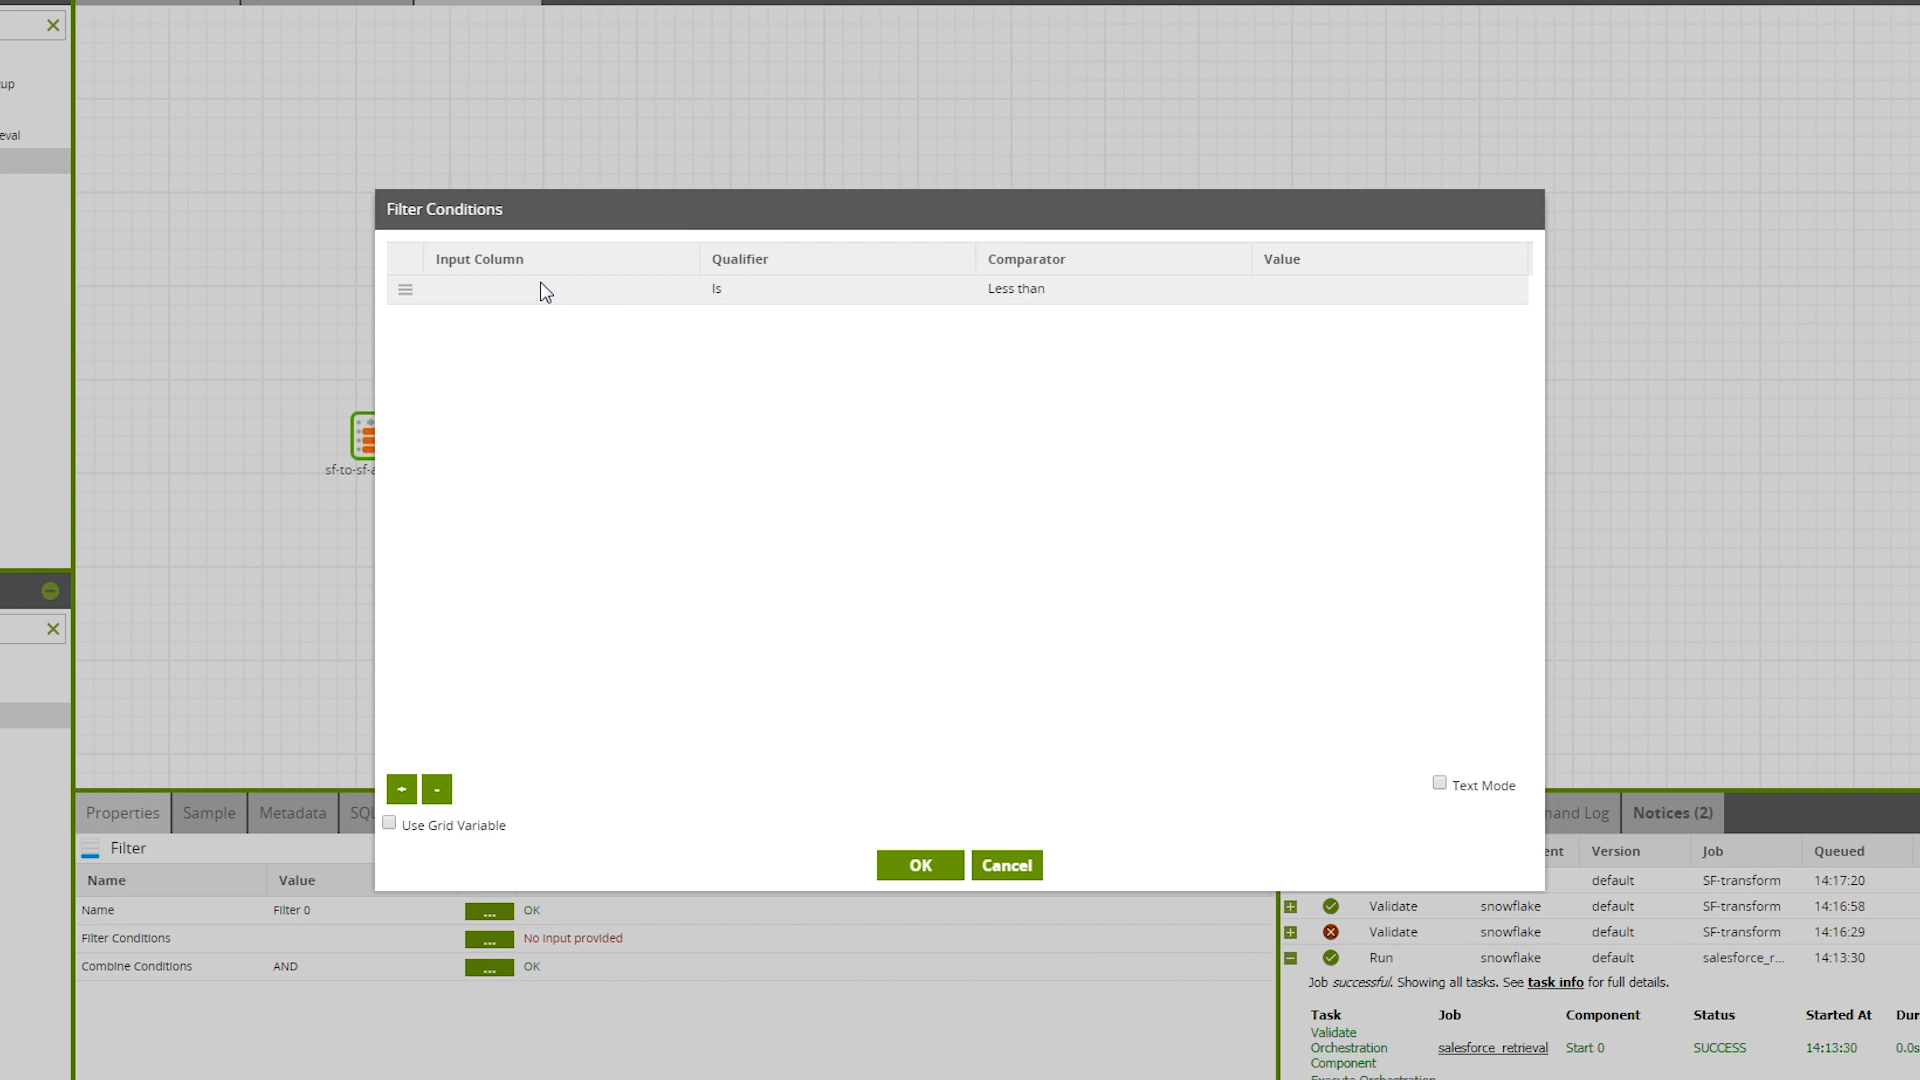 up
eval
Filter Conditions
Input Column Qualifier Comparator Value
Is Less than
sf-to-sf-a
+ -
Text Mode
Use Grid Variable
OK Cancel
Properties Sample Metadata SQL
Filter
Name Value
Name Filter 0 ... OK
Filter Conditions ... No input provided
Combine Conditions AND ... OK
mand Log Notices (2)
ent Version Job Queued
default SF-transform 14:17:20
Validate snowflake default SF-transform 14:16:58
Validate snowflake default SF-transform 14:16:29
Run snowflake default salesforce_r... 14:13:30
Job successful. Showing all tasks. See task info for full details.
Task Job Component Status Started At Dur
Validate
Orchestration salesforce_retrieval Start 0 SUCCESS 14:13:30 0.0s
Component